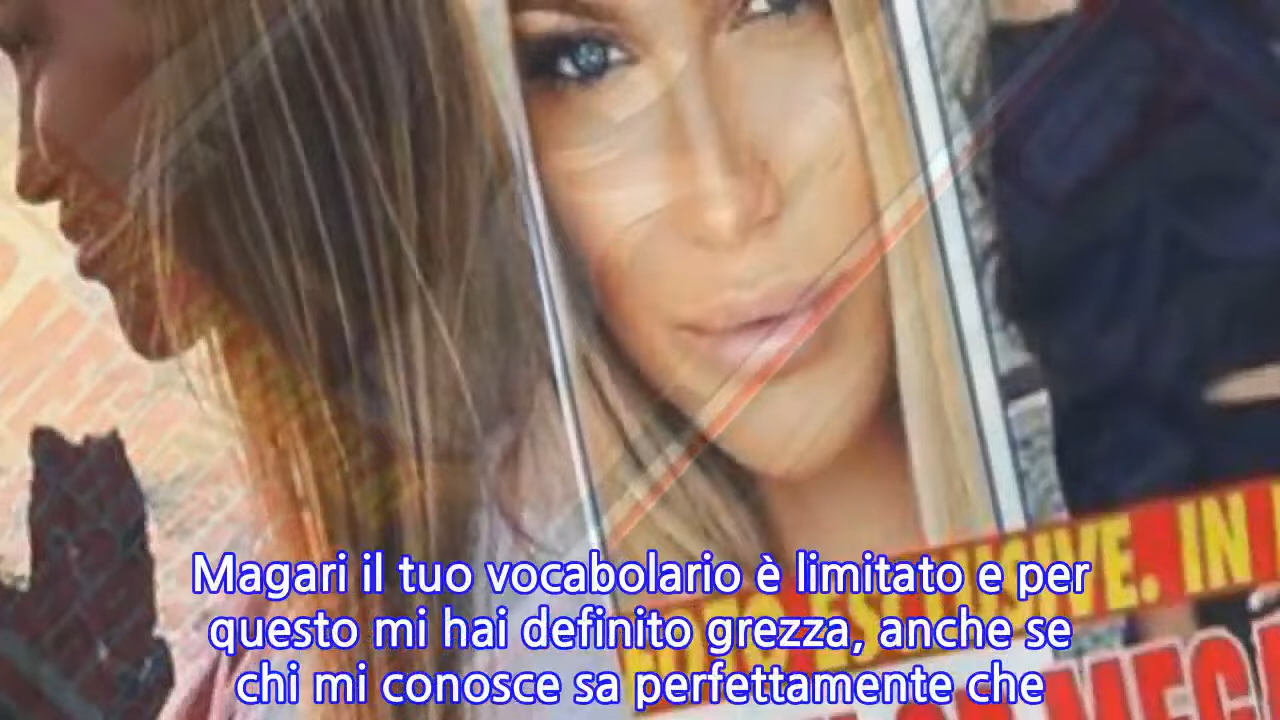 Magari il tuo vocabolario è limitato e per
questo mi hai definito grezza, anche se
chi mi conosce sa perfettamente che
IN